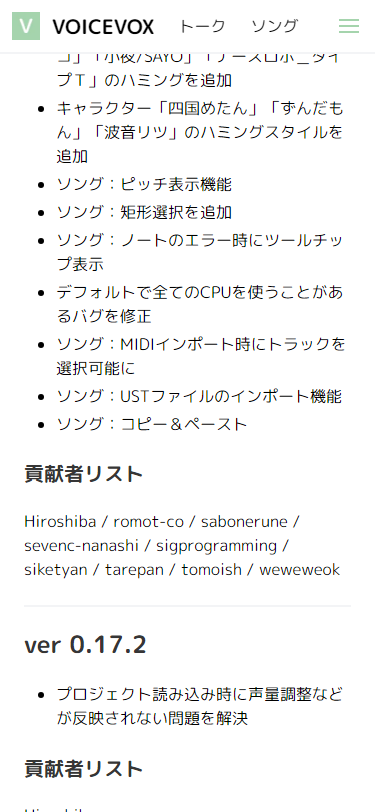 V VOICEVOX トーク ソング
コ」「小夜/SAYO」「ナースロボ＿タイ
プＴ」のハミングを追加
キャラクター「四国めたん」「ずんだも
ん」「波音リツ」のハミングスタイルを
追加
ソング：ピッチ表示機能
ソング：矩形選択を追加
ソング：ノートのエラー時にツールチッ
プ表示
デフォルトで全てのCPUを使うことがあ
るバグを修正
ソング：MIDIインポート時にトラックを
選択可能に
ソング：USTファイルのインポート機能
ソング：コピー＆ペースト
貢献者リスト
Hiroshiba / romot-co / sabonerune /
sevenc-nanashi / sigprogramming /
siketyan / tarepan / tomoish / weweweok
ver 0.17.2
プロジェクト読み込み時に声量調整など
が反映されない問題を解決
貢献者リスト